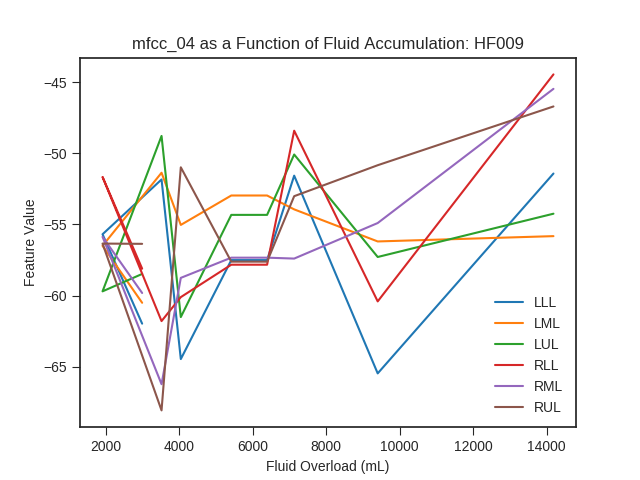 mfcc_04 as a Function of Fluid Accumulation: HF009
Feature Value
−45
−50
−55
−60
−65
2000
4000
6000
8000
10000
12000
14000
Fluid Overload (mL)
LLL
LML
LUL
RLL
RML
RUL